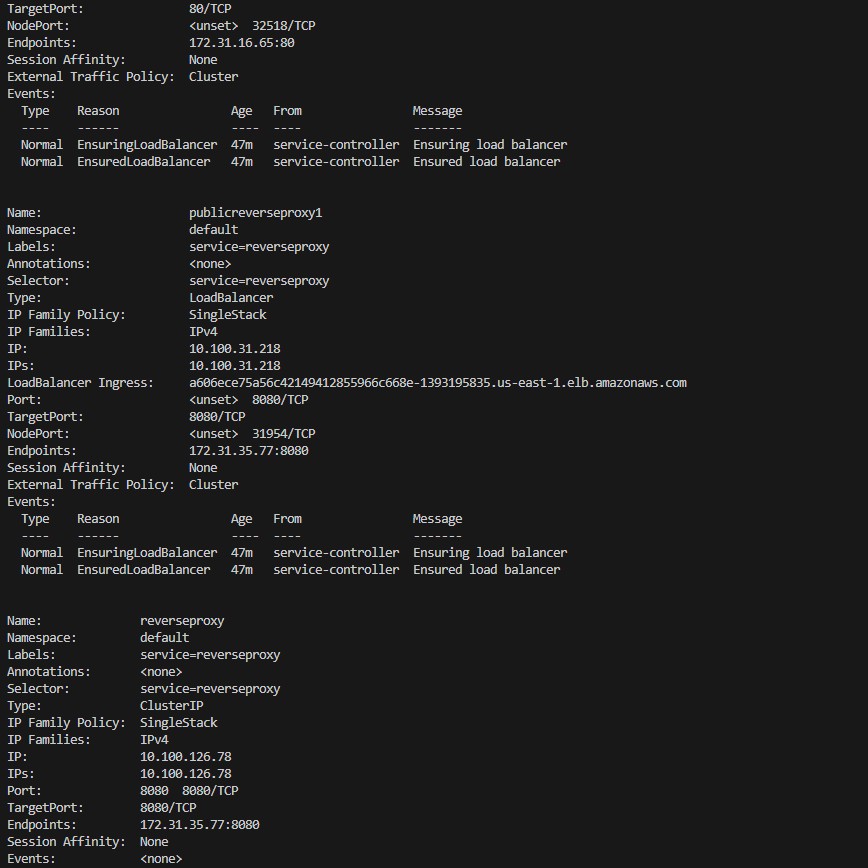 TargetPort: 80/TCP
NodePort: <unset> 32518/TCP
Endpoints: 172.31.16.65:80
Session Affinity: None
External Traffic Policy: Cluster
Events:
Type Reason Age From Message
---- ------ ---- ---- -------
Normal EnsuringLoadBalancer 47m service-controller Ensuring load balancer
Normal EnsuredLoadBalancer 47m service-controller Ensured load balancer
Name: publicreverseproxy1
Namespace: default
Labels: service=reverseproxy
Annotations: <none>
Selector: service=reverseproxy
Type: LoadBalancer
IP Family Policy: SingleStack
IP Families: IPv4
IP: 10.100.31.218
IPs: 10.100.31.218
LoadBalancer Ingress: a606ece75a56c42149412855966c668e-1393195835.us-east-1.elb.amazonaws.com
Port: <unset> 8080/TCP
TargetPort: 8080/TCP
NodePort: <unset> 31954/TCP
Endpoints: 172.31.35.77:8080
Session Affinity: None
External Traffic Policy: Cluster
Events:
Type Reason Age From Message
---- ------ ---- ---- -------
Normal EnsuringLoadBalancer 47m service-controller Ensuring load balancer
Normal EnsuredLoadBalancer 47m service-controller Ensured load balancer
Name: reverseproxy
Namespace: default
Labels: service=reverseproxy
Annotations: <none>
Selector: service=reverseproxy
Type: ClusterIP
IP Family Policy: SingleStack
IP Families: IPv4
IP: 10.100.126.78
IPs: 10.100.126.78
Port: 8080 8080/TCP
TargetPort: 8080/TCP
Endpoints: 172.31.35.77:8080
Session Affinity: None
Events: <none>